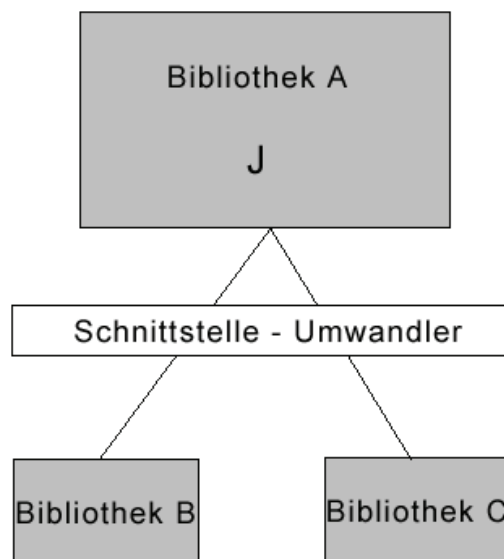 Bibliothek A
J
Schnittstelle - Umwandler
Bibliothek B
Bibliothek C